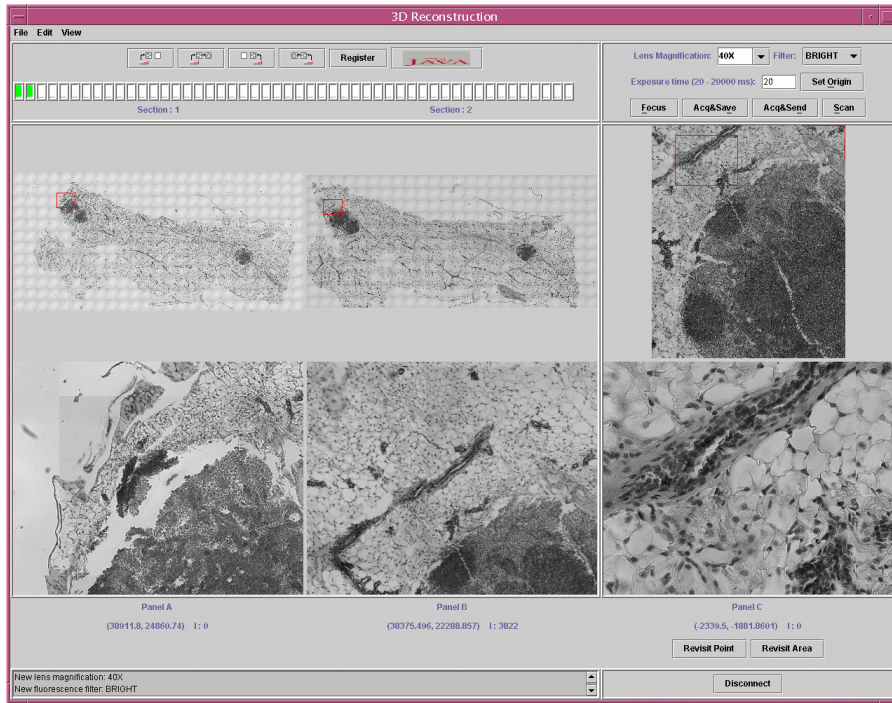 3D Reconstruction
File Edit View
Register
JAVA
Lens Magnification: 40X Filter: BRIGHT
Exposure time (20 - 20000 ms): 20 Set Origin
Focus Acq&Save Acq&Send Scan
Section : 1 Section : 2
Panel A Panel B Panel C
(38911.8, 24860.74) I : 0 (38375.496, 22288.857) I : 3822 (-2339.5, -1881.8601) I : 0
Revisit Point Revisit Area
New lens magnification: 40X
New fluorescence filter: BRIGHT
Disconnect